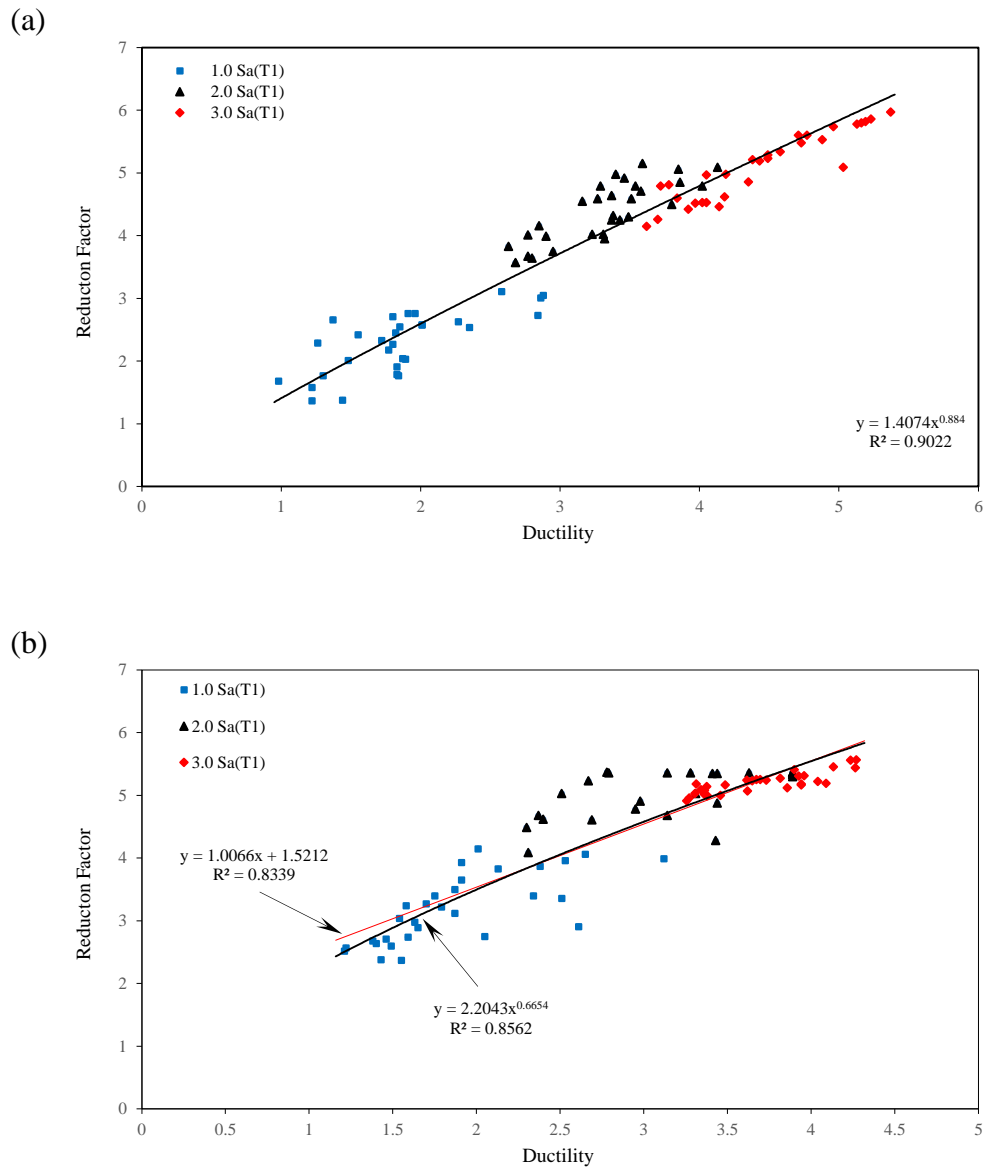 (a)
7
6
5
4
3
2
1
0
Reducton Factor
1.0 Sa(T1)
2.0 Sa(T1)
3.0 Sa(T1)
y = 1.4074x^0.884
R² = 0.9022
0 1 2 3 4 5 6
Ductility
(b)
7
6
5
4
3
2
1
0
Reducton Factor
1.0 Sa(T1)
2.0 Sa(T1)
3.0 Sa(T1)
y = 1.0066x + 1.5212
R² = 0.8339
y = 2.2043x^0.6654
R² = 0.8562
0 0.5 1 1.5 2 2.5 3 3.5 4 4.5 5
Ductility